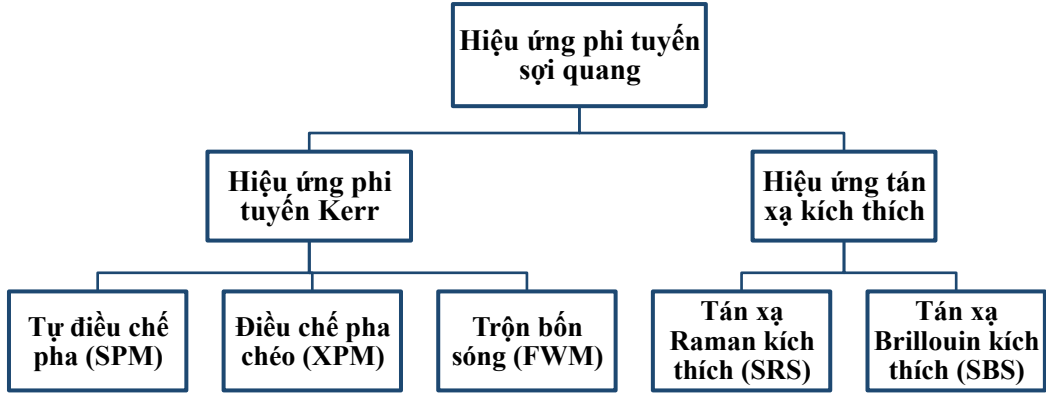 Hiệu ứng phi tuyến
sợi quang
Hiệu ứng phi
tuyến Kerr
Hiệu ứng tán
xạ kích thích
Tự điều chế
pha (SPM)
Điều chế pha
chéo (XPM)
Trộn bốn
sóng (FWM)
Tán xạ
Raman kích
thích (SRS)
Tán xạ
Brillouin kích
thích (SBS)